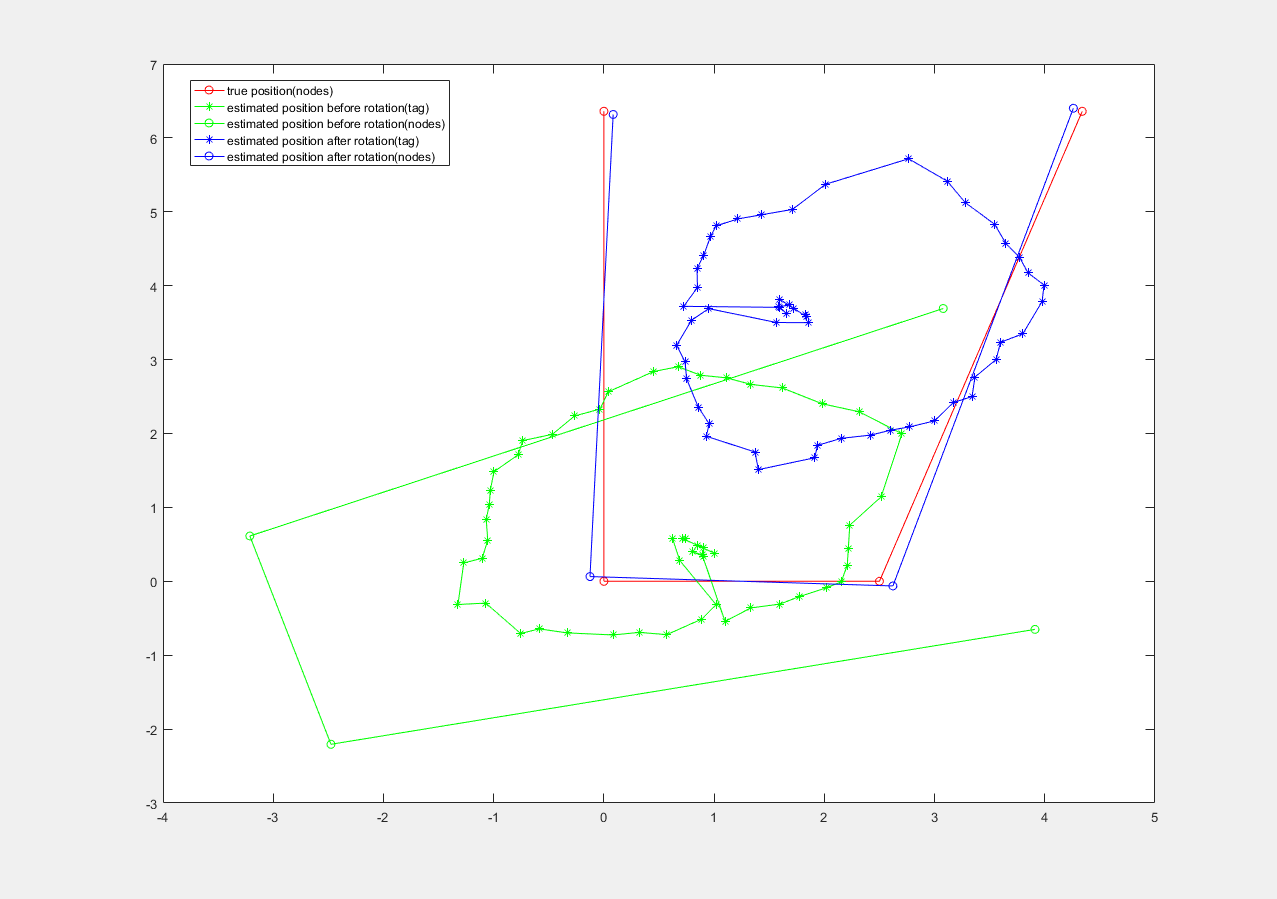 7
6
5
4
3
2
1
0
-1
-2
-3
true position(nodes)
estimated position before rotation(tag)
estimated position before rotation(nodes)
estimated position after rotation(tag)
estimated position after rotation(nodes)
-4 -3 -2 -1 0 1 2 3 4 5